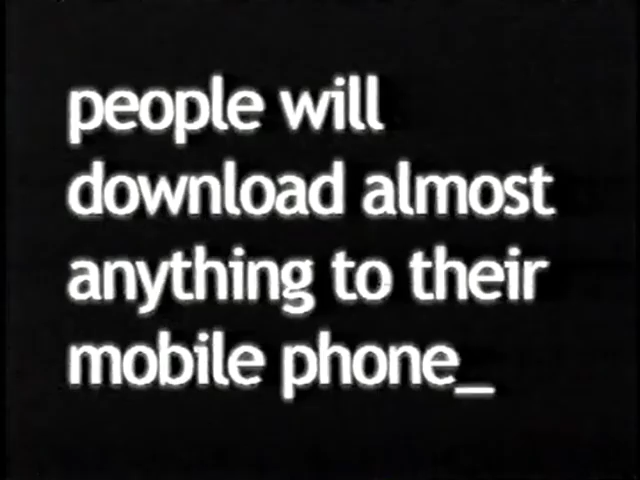 people will
download almost
anything to their
mobile phone_